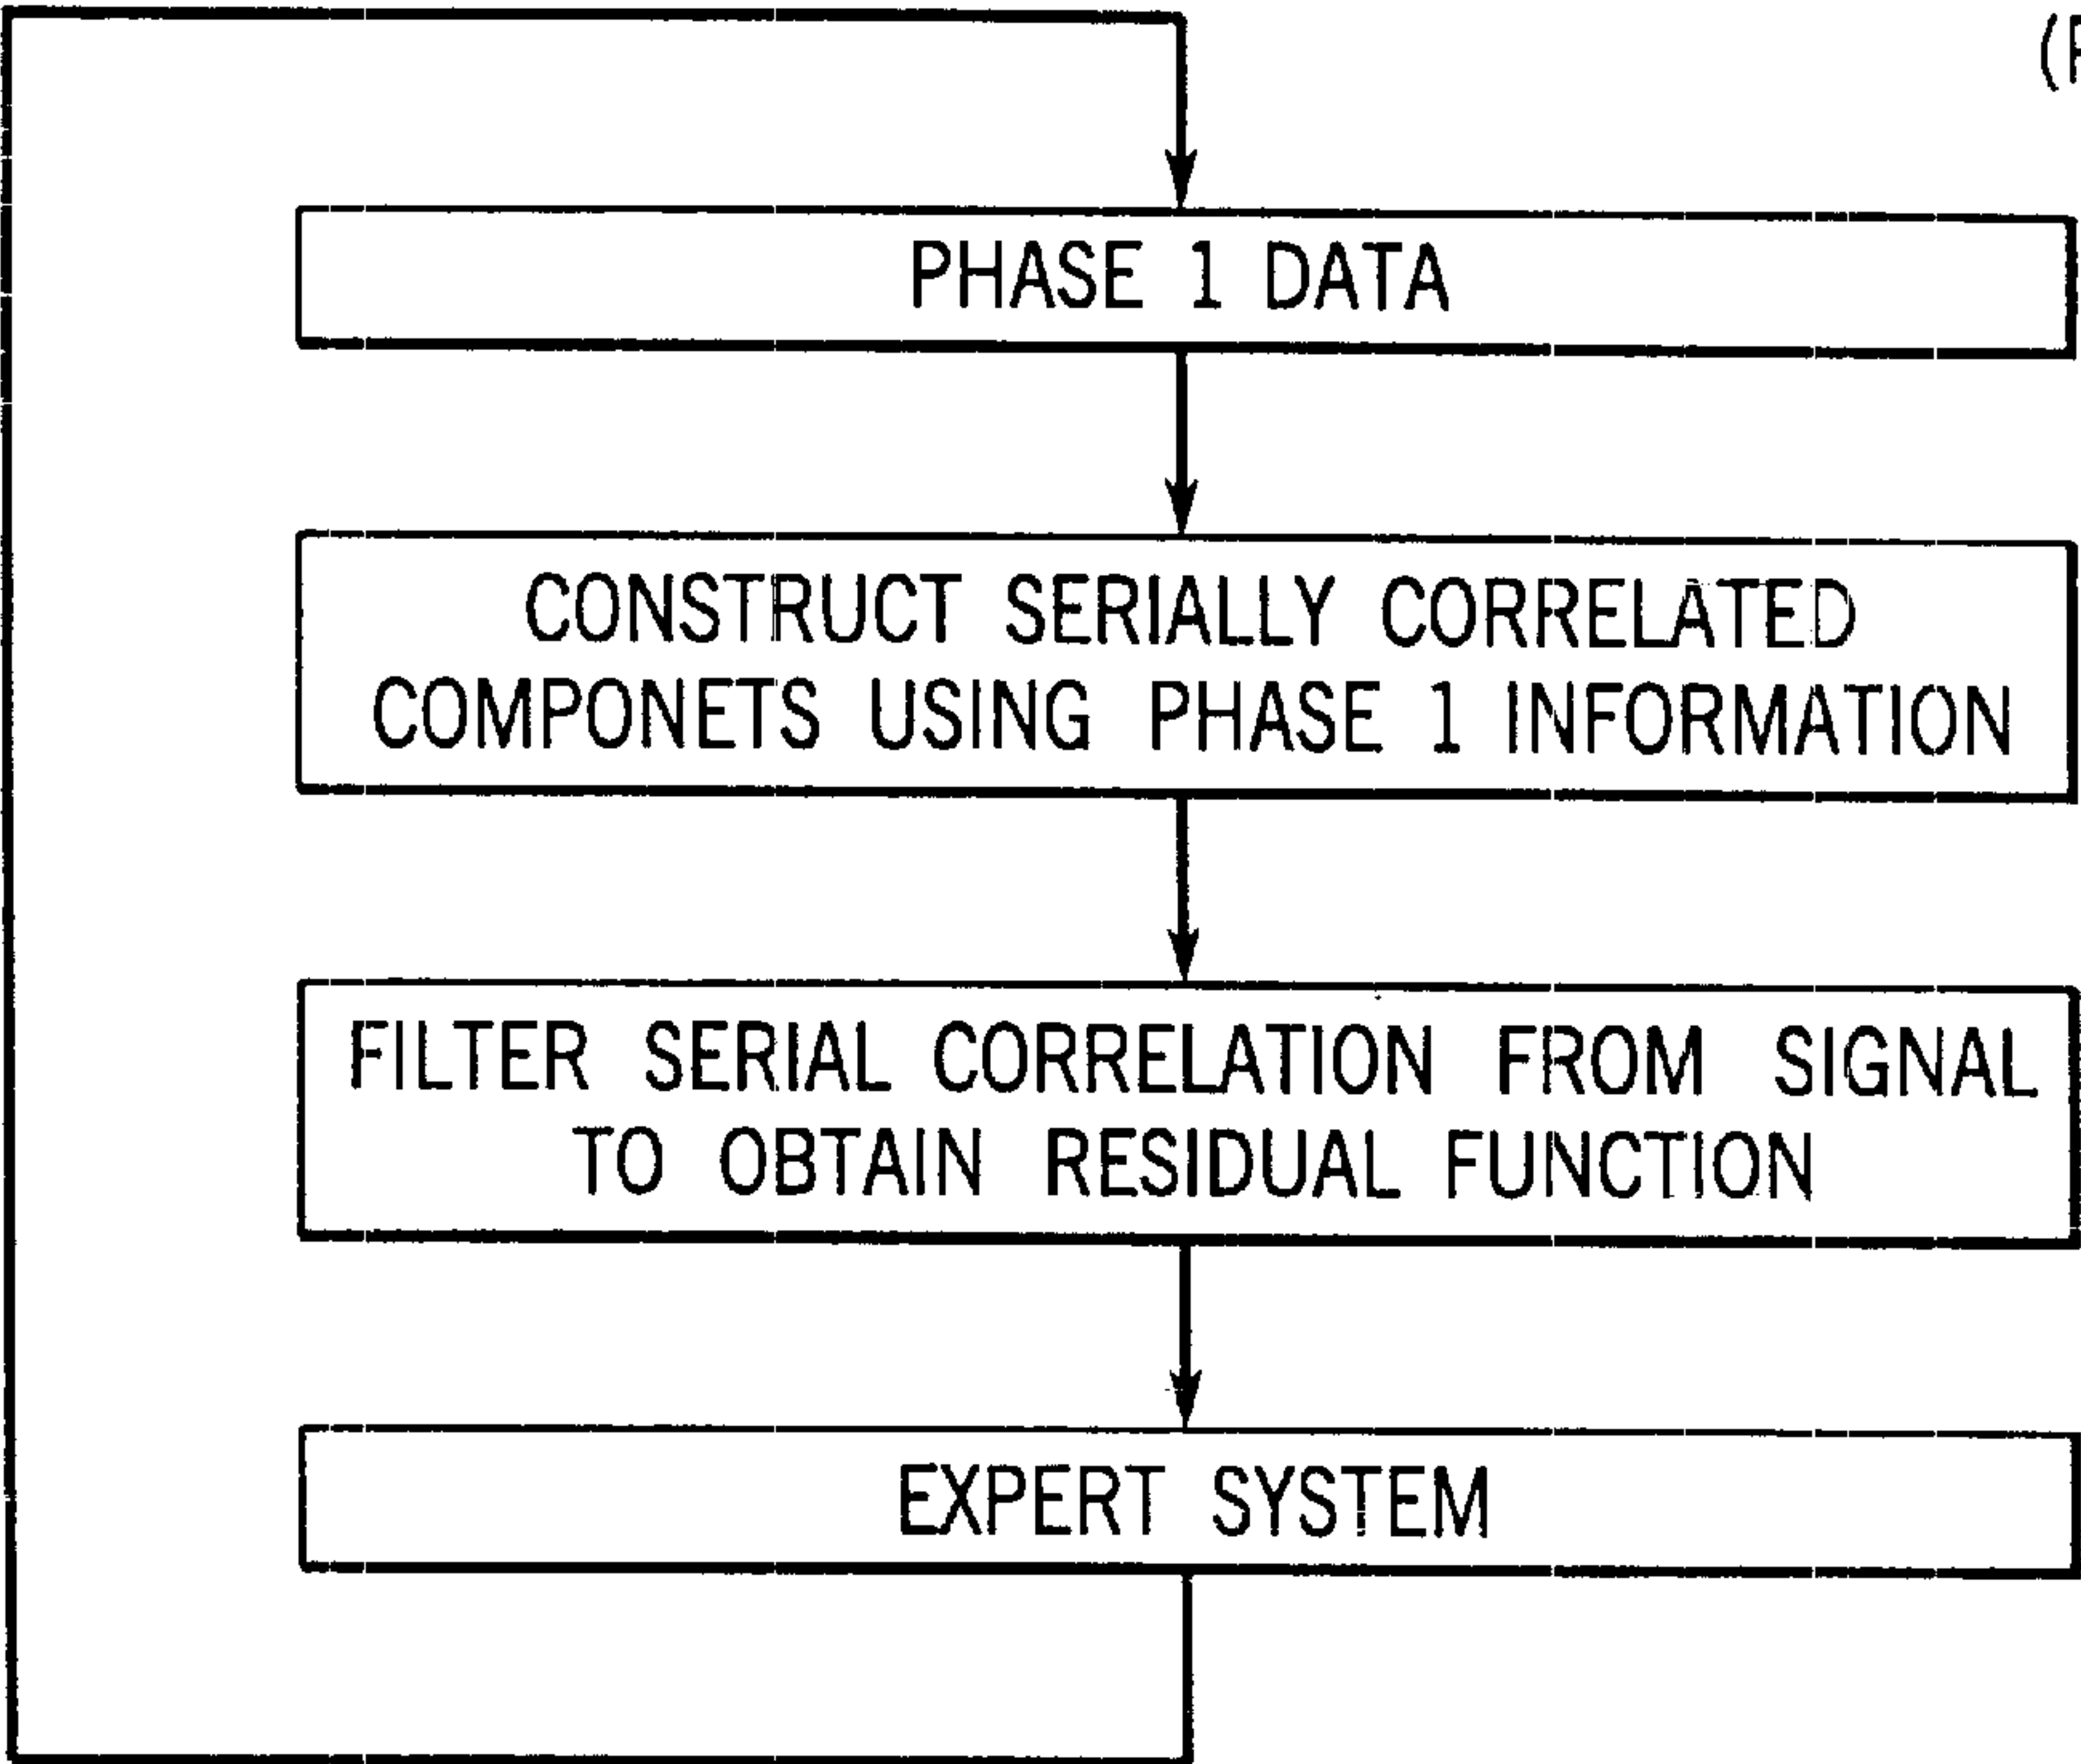 PHASE 1 DATA
CONSTRUCT SERIALLY CORRELATED
COMPONETS USING PHASE 1 INFORMATION
FILTER SERIAL CORRELATION FROM SIGNAL
TO OBTAIN RESIDUAL FUNCTION
EXPERT SYSTEM